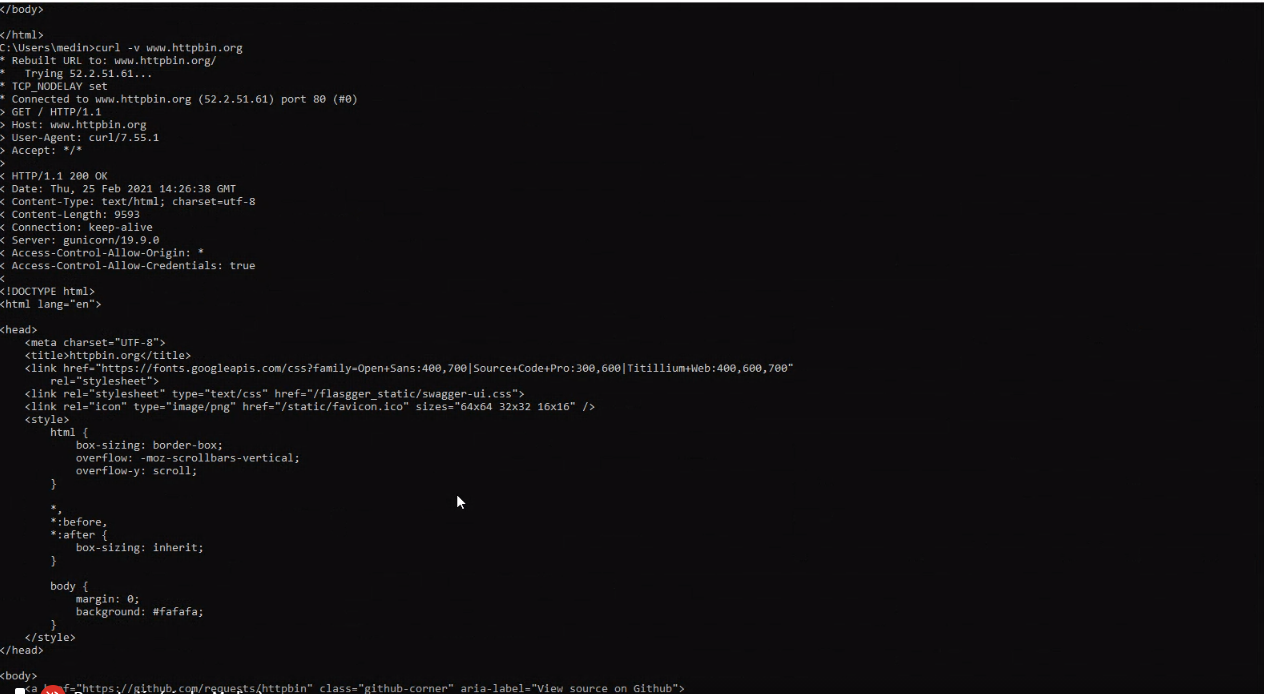 </body>
</html>
C:\Users\medin>curl -v www.httpbin.org
* Rebuilt URL to: www.httpbin.org/
*   Trying 52.2.51.61...
* TCP_NODELAY set
* Connected to www.httpbin.org (52.2.51.61) port 80 (#0)
> GET / HTTP/1.1
> Host: www.httpbin.org
> User-Agent: curl/7.55.1
> Accept: */*
>
< HTTP/1.1 200 OK
< Date: Thu, 25 Feb 2021 14:26:38 GMT
< Content-Type: text/html; charset=utf-8
< Content-Length: 9593
< Connection: keep-alive
< Server: gunicorn/19.9.0
< Access-Control-Allow-Origin: *
< Access-Control-Allow-Credentials: true
<
<!DOCTYPE html>
<html lang="en">
<head>
    <meta charset="UTF-8">
    <title>httpbin.org</title>
    <link href="https://fonts.googleapis.com/css?family=Open+Sans:400,700|Source+Code+Pro:300,600|Titillium+Web:400,600,700"
        rel="stylesheet">
    <link rel="stylesheet" type="text/css" href="/flasgger_static/swagger-ui.css">
    <link rel="icon" type="image/png" href="/static/favicon.ico" sizes="64x64 32x32 16x16" />
    <style>
        html {
            box-sizing: border-box;
            overflow: -moz-scrollbars-vertical;
            overflow-y: scroll;
        }
        *,
        *:before,
        *:after {
            box-sizing: inherit;
        }
        body {
            margin: 0;
            background: #fafafa;
        }
    </style>
</head>
<body>
    <a ="https://github.com/requests/httpbin" class="github-corner" aria-label="View source on Github">